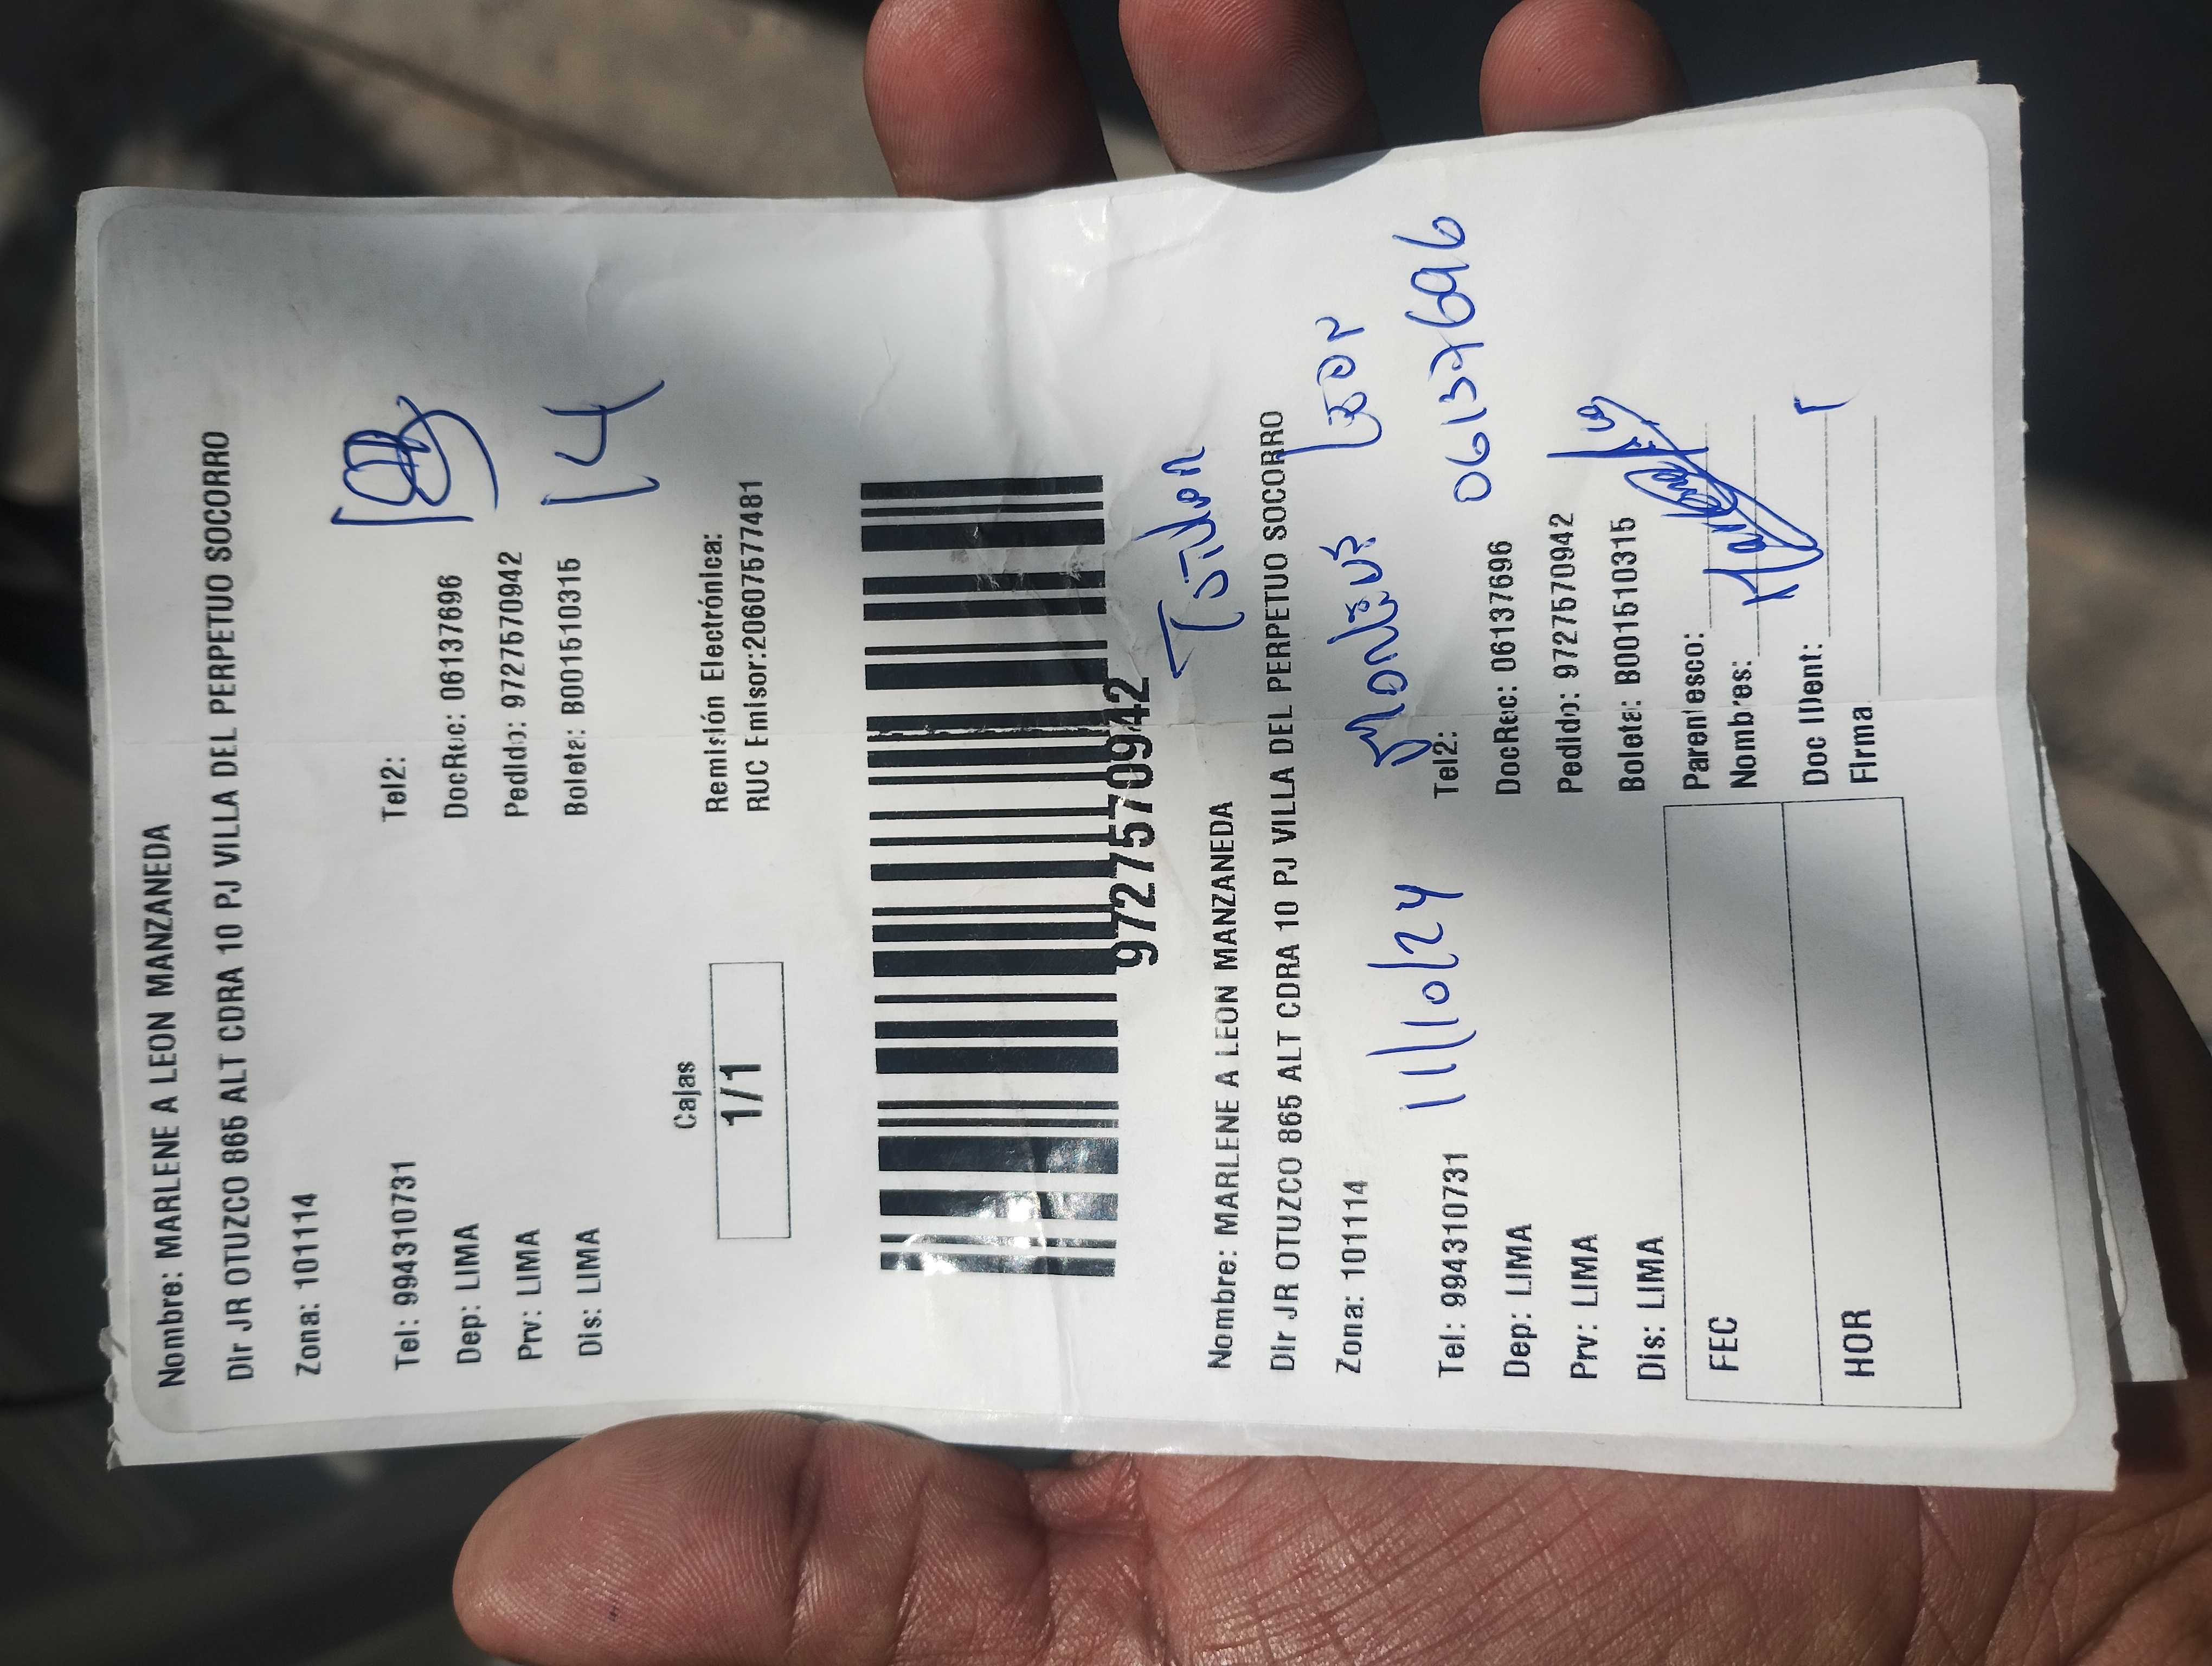 Nombre: MARLENE A LEON MANZANEDA
Dir JR OTUZCO 865 ALT CDRA 10 PJ VILLA DEL PERPETUO SOCORRO
Zona: 101114
Tel: 994310731 Tel2:
Dep: LIMA DocRec: 06137696
Prv: LIMA Pedido: 9727570942
Dis: LIMA Boleta: B001510315
14
Cajas
1/1
Remisión Electrónica:
RUC Emisor:20607577481
9727570942
Nombre: MARLENE A LEON MANZANEDA
Dir JR OTUZCO 865 ALT CDRA 10 PJ VILLA DEL PERPETUO SOCORRO
Zona: 101114
11/10/24
Tel: 994310731 Tel2: 06137696
Dep: LIMA DocRec: 06137696
Prv: LIMA Pedido: 9727570942
Dis: LIMA Boleta: B001510315
FEC Parentesco:
Nombres:
HOR Doc IDent:
Firma